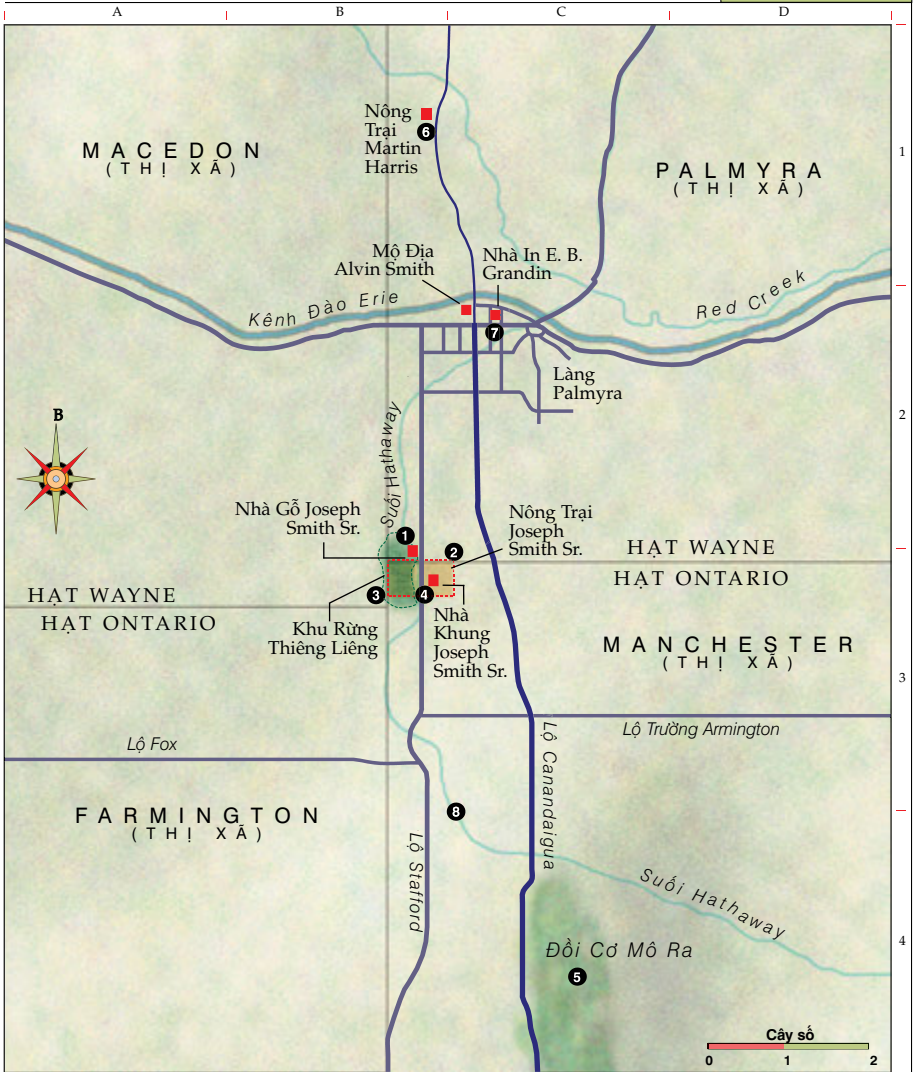 A B C D
Nông
Trại
Martin
Harris
6
MACEDON
(THỊ XÃ)
1
PALMYRA
(THỊ XÃ)
Mộ Địa
Alvin Smith
Nhà In E. B.
Grandin
Kênh Đào Erie
Red Creek
7
Làng
Palmyra
B
2
Suối Hathaway
Nhà Gỗ Joseph
Smith Sr.
Nông Trại
Joseph
Smith Sr.
1
2
HẠT WAYNE
HẠT ONTARIO
HẠT WAYNE
HẠT ONTARIO
3
4
Khu Rừng
Thiêng Liêng
Nhà
Khung
Joseph
Smith Sr.
MANCHESTER
(THỊ XÃ)
3
Lộ Fox
Lộ Trường Armington
Lộ Canandaigua
FARMINGTON
(THỊ XÃ)
8
Lộ Stafford
Suối Hathaway
4
Đồi Cơ Mô Ra
5
Cây số
0 1 2